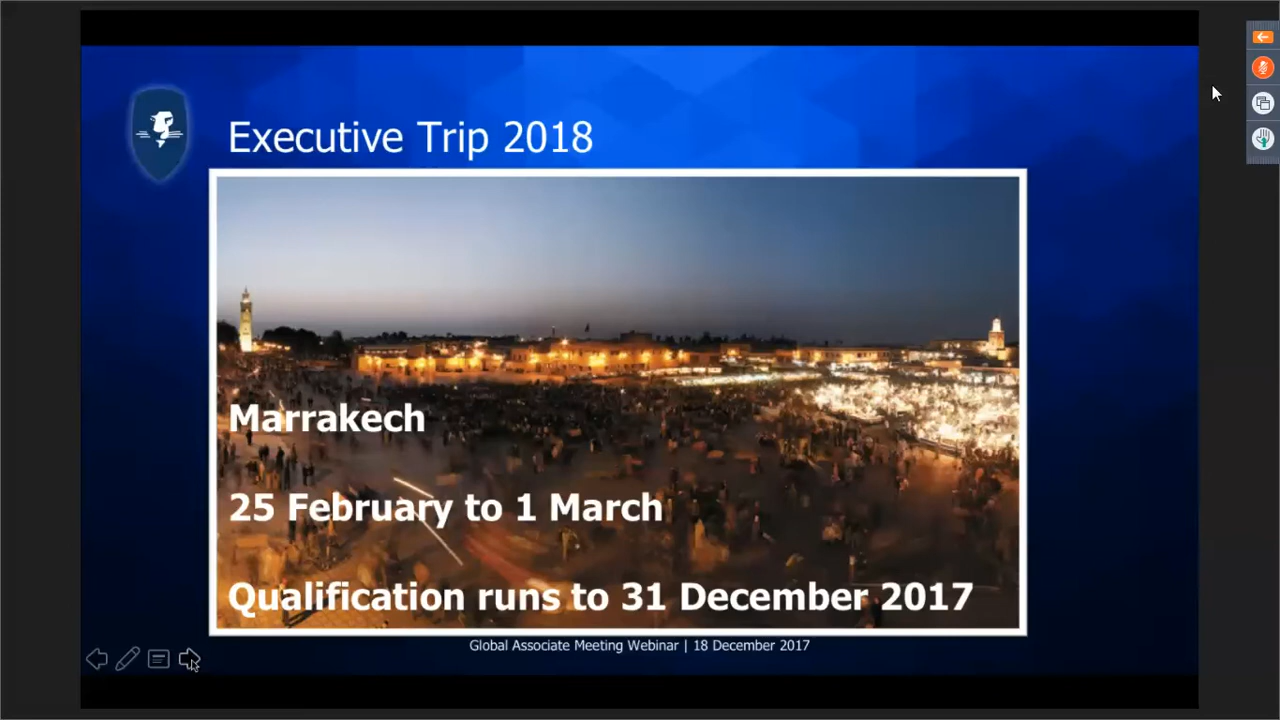 Executive Trip 2018
Marrakech
25 February to 1 March
Qualification runs to 31 December 2017
Global Associate Meeting Webinar | 18 December 2017